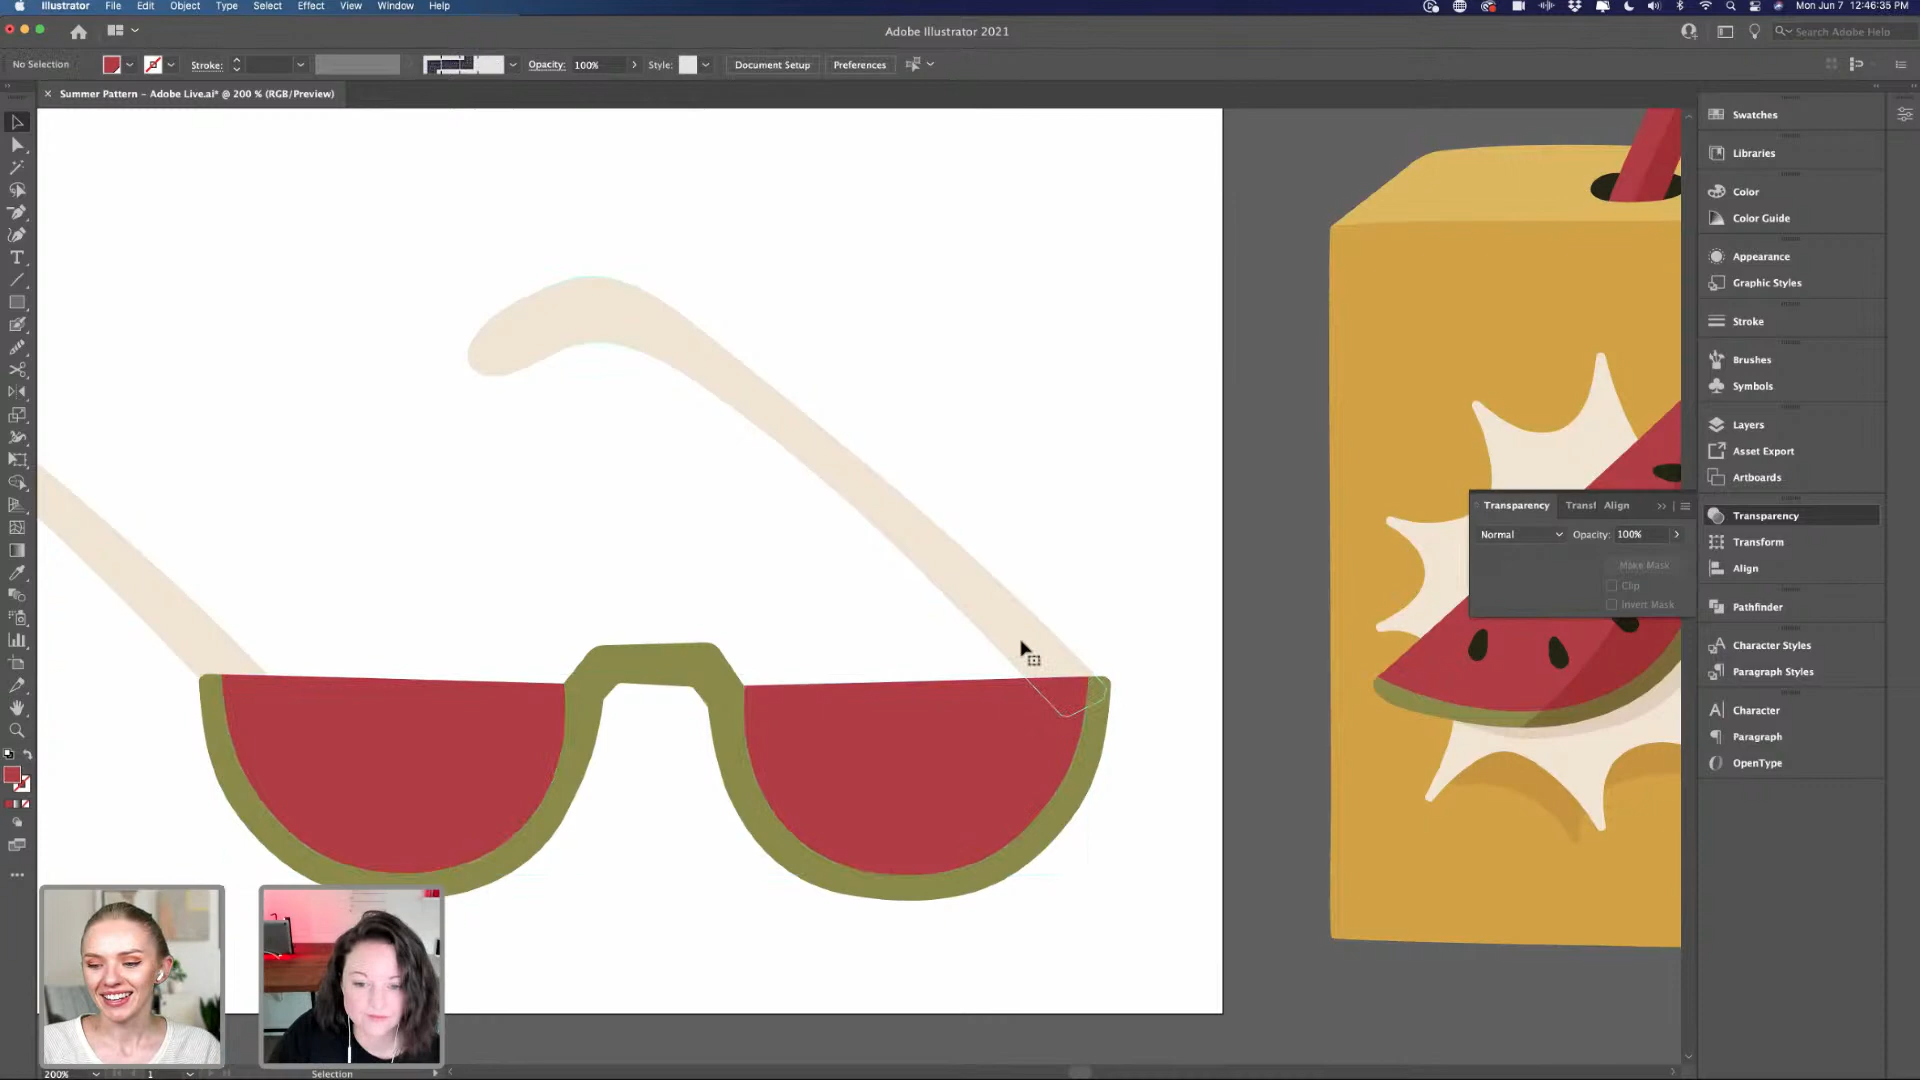 Illustrator File Edit Object Type Select Effect View Window Help
Mon Jun 7 12:46:35 PM
Adobe Illustrator 2021
Search Adobe Help
No Selection
Stroke:
Opacity: 100%
Style:
Document Setup
Preferences
Summer Pattern – Adobe Live.ai* @ 200 % (RGB/Preview)
Swatches
Libraries
Color
Color Guide
Appearance
Graphic Styles
Stroke
Brushes
Symbols
Layers
Asset Export
Artboards
Transparency Transf Align
Normal Opacity: 100%
Make Mask
Clip
Invert Mask
Transparency
Transform
Align
Pathfinder
Character Styles
Paragraph Styles
Character
Paragraph
OpenType
200% 1 Selection